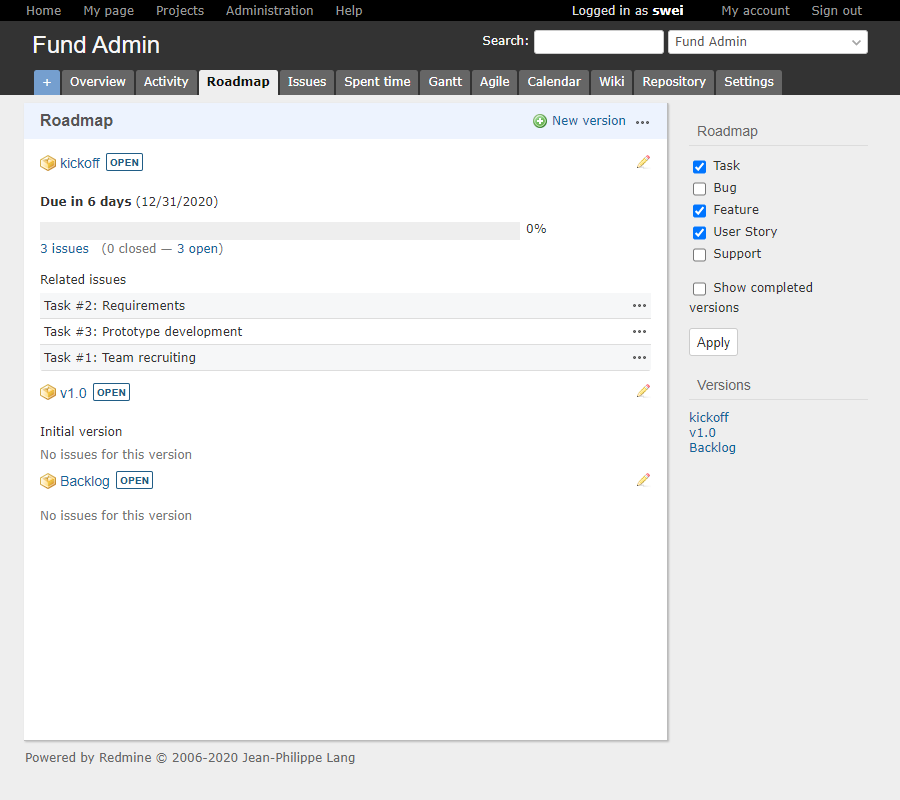 Home My page Projects Administration Help Logged in as swei My account Sign out
Fund Admin Search: Fund Admin
+ Overview Activity Roadmap Issues Spent time Gantt Agile Calendar Wiki Repository Settings
Roadmap New version •••
kickoff OPEN
Due in 6 days (12/31/2020)
0%
3 issues (0 closed — 3 open)
Related issues
Task #2: Requirements •••
Task #3: Prototype development •••
Task #1: Team recruiting •••
v1.0 OPEN
Initial version
No issues for this version
Backlog OPEN
No issues for this version
Roadmap
Task
Bug
Feature
User Story
Support
Show completed
versions
Apply
Versions
kickoff
v1.0
Backlog
Powered by Redmine © 2006-2020 Jean-Philippe Lang